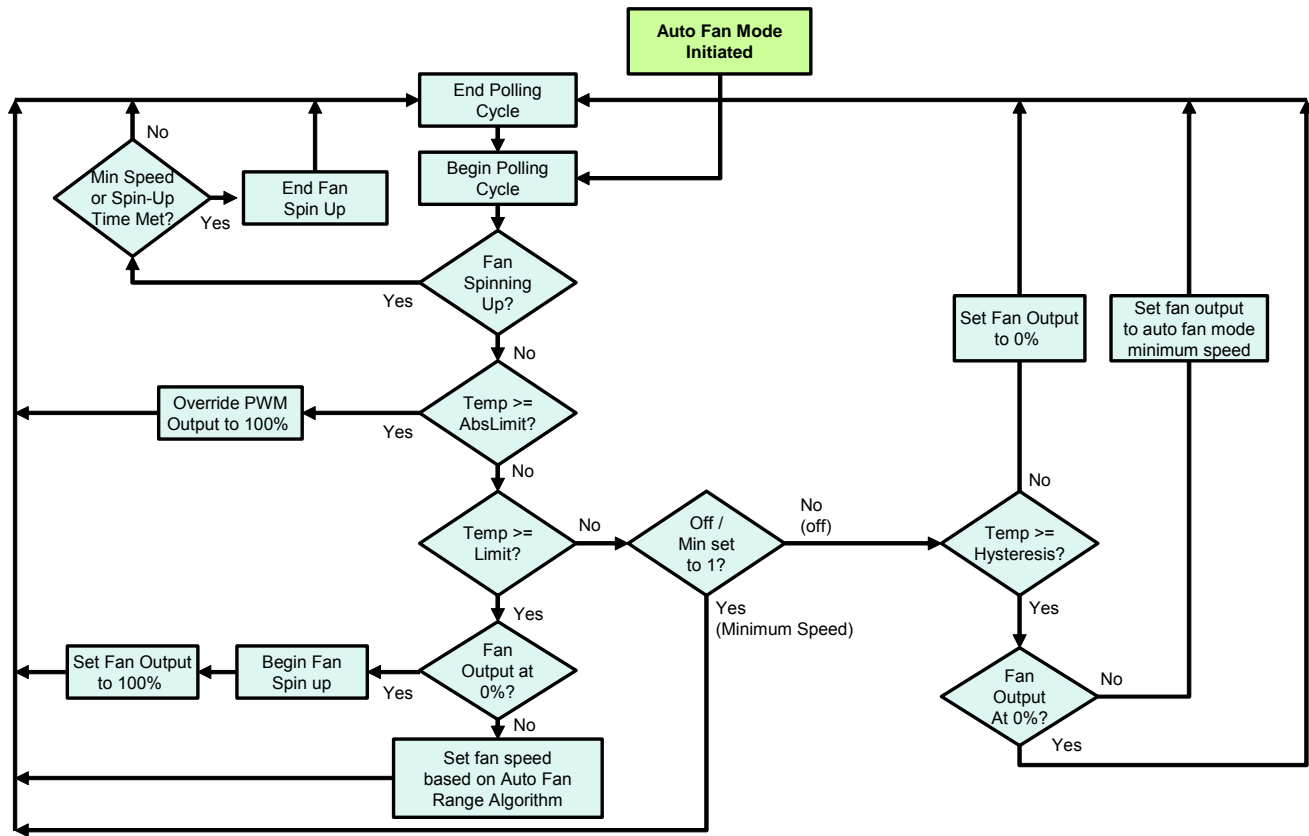 Auto Fan Mode
Initiated
End Polling
Cycle
Begin Polling
Cycle
No
Min Speed
or Spin-Up
Time Met?
Yes
End Fan
Spin Up
Fan
Spinning
Up?
Yes
No
Set Fan Output
to 0%
Set fan output
to auto fan mode
minimum speed
Override PWM
Output to 100%
Yes
Temp >=
AbsLimit?
No
Temp >=
Limit?
No
Off /
Min set
to 1?
No
(off)
No
Temp >=
Hysteresis?
Yes
Yes
(Minimum Speed)
Yes
Set Fan Output
to 100%
Begin Fan
Spin up
Yes
Fan
Output at
0%?
No
Fan
Output
At 0%?
No
Yes
Set fan speed
based on Auto Fan
Range Algorithm